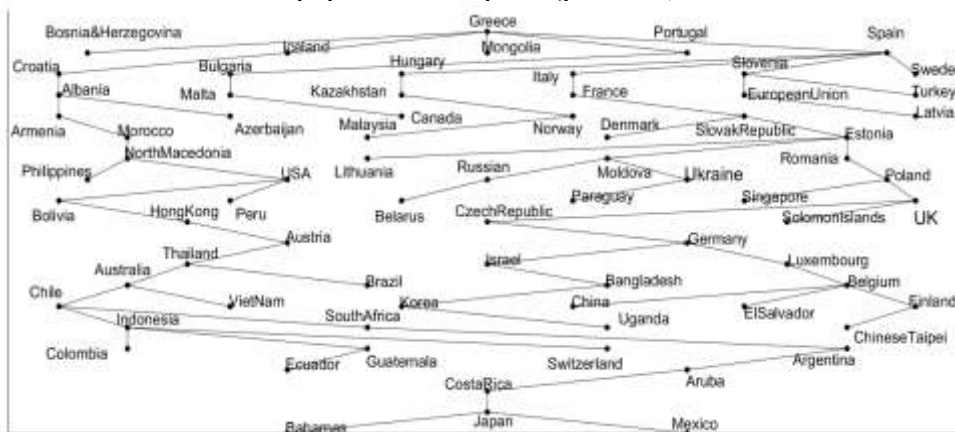 Greece
Bosnia&Herzegovina
Iceland
Mongolia
Portugal
Spain
Croatia
Bulgaria
Hungary
Italy
Slovenia
Swede
Albania
Malta
Kazakhstan
France
EuropeanUnion
Turkey
Armenia
Morocco
Azerbaijan
Malaysia
Canada
Norway
Denmark
SlovakRepublic
Estonia
Latvia
Philippines
NorthMacedonia
USA
Lithuania
Russian
Moldova
Ukraine
Romania
Poland
Bolivia
HongKong
Peru
Belarus
CzechRepublic
Paraguay
Singapore
SolomonIslands
UK
Thailand
Austria
Israel
Germany
Luxembourg
Australia
Brazil
Bangladesh
Belgium
Chile
VietNam
Korea
China
ElSalvador
Finland
Indonesia
SouthAfrica
Uganda
ChineseTaipei
Colombia
Ecuador
Guatemala
Switzerland
Argentina
CostaRica
Aruba
Bahamas
Japan
Mexico